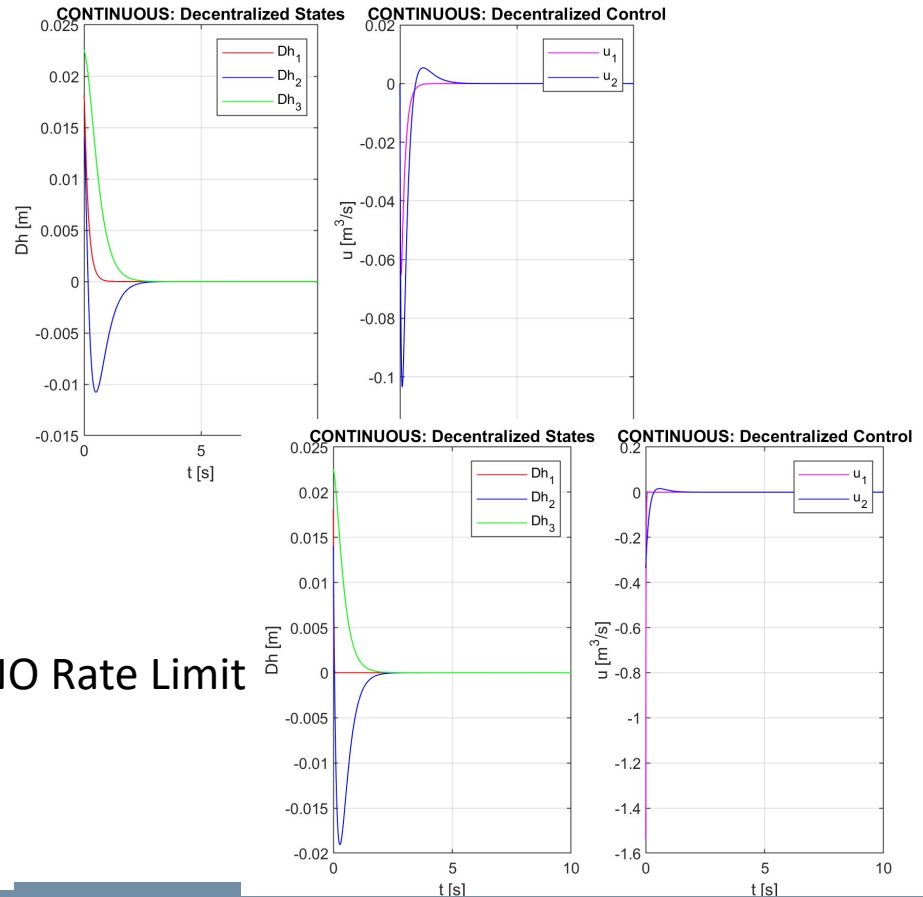 CONTINUOUS: Decentralized States
0.025
0.02
0.015
0.01
0.005
0
-0.005
-0.01
-0.015
0
5
t [s]
Dh [m]
Dh1
Dh2
Dh3
CONTINUOUS: Decentralized Control
0.02
0
-0.02
-0.04
-0.06
-0.08
-0.1
u [m3/s]
u1
u2
IO Rate Limit
CONTINUOUS: Decentralized States
0.025
0.02
0.015
0.01
0.005
0
-0.005
-0.01
-0.015
-0.02
0
5
10
t [s]
Dh [m]
Dh1
Dh2
Dh3
CONTINUOUS: Decentralized Control
0.2
0
-0.2
-0.4
-0.6
-0.8
-1
-1.2
-1.4
-1.6
0
5
10
t [s]
u [m3/s]
u1
u2